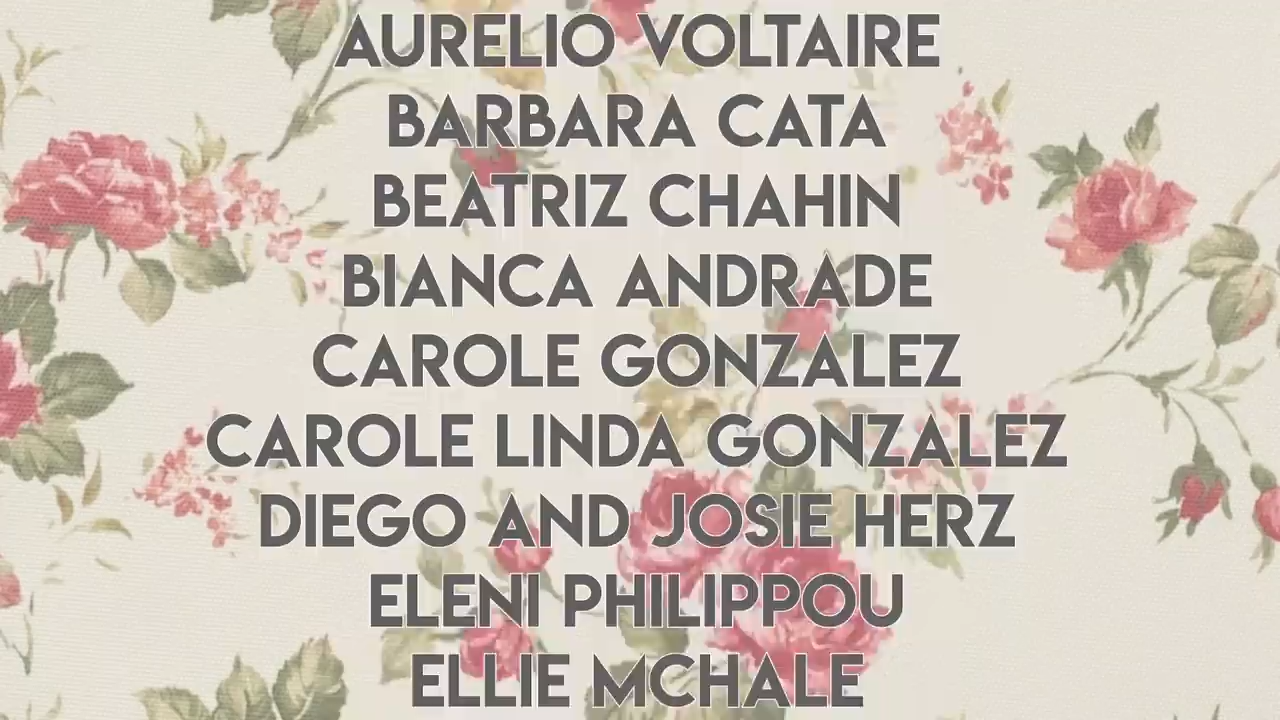 AURELIO VOLTAIRE
BARBARA CATA
BEATRIZ CHAHIN
BIANCA ANDRADE
CAROLE GONZALEZ
CAROLE LINDA GONZALEZ
DIEGO AND JOSIE HERZ
ELENI PHILIPPOU
ELLIE MCHALE